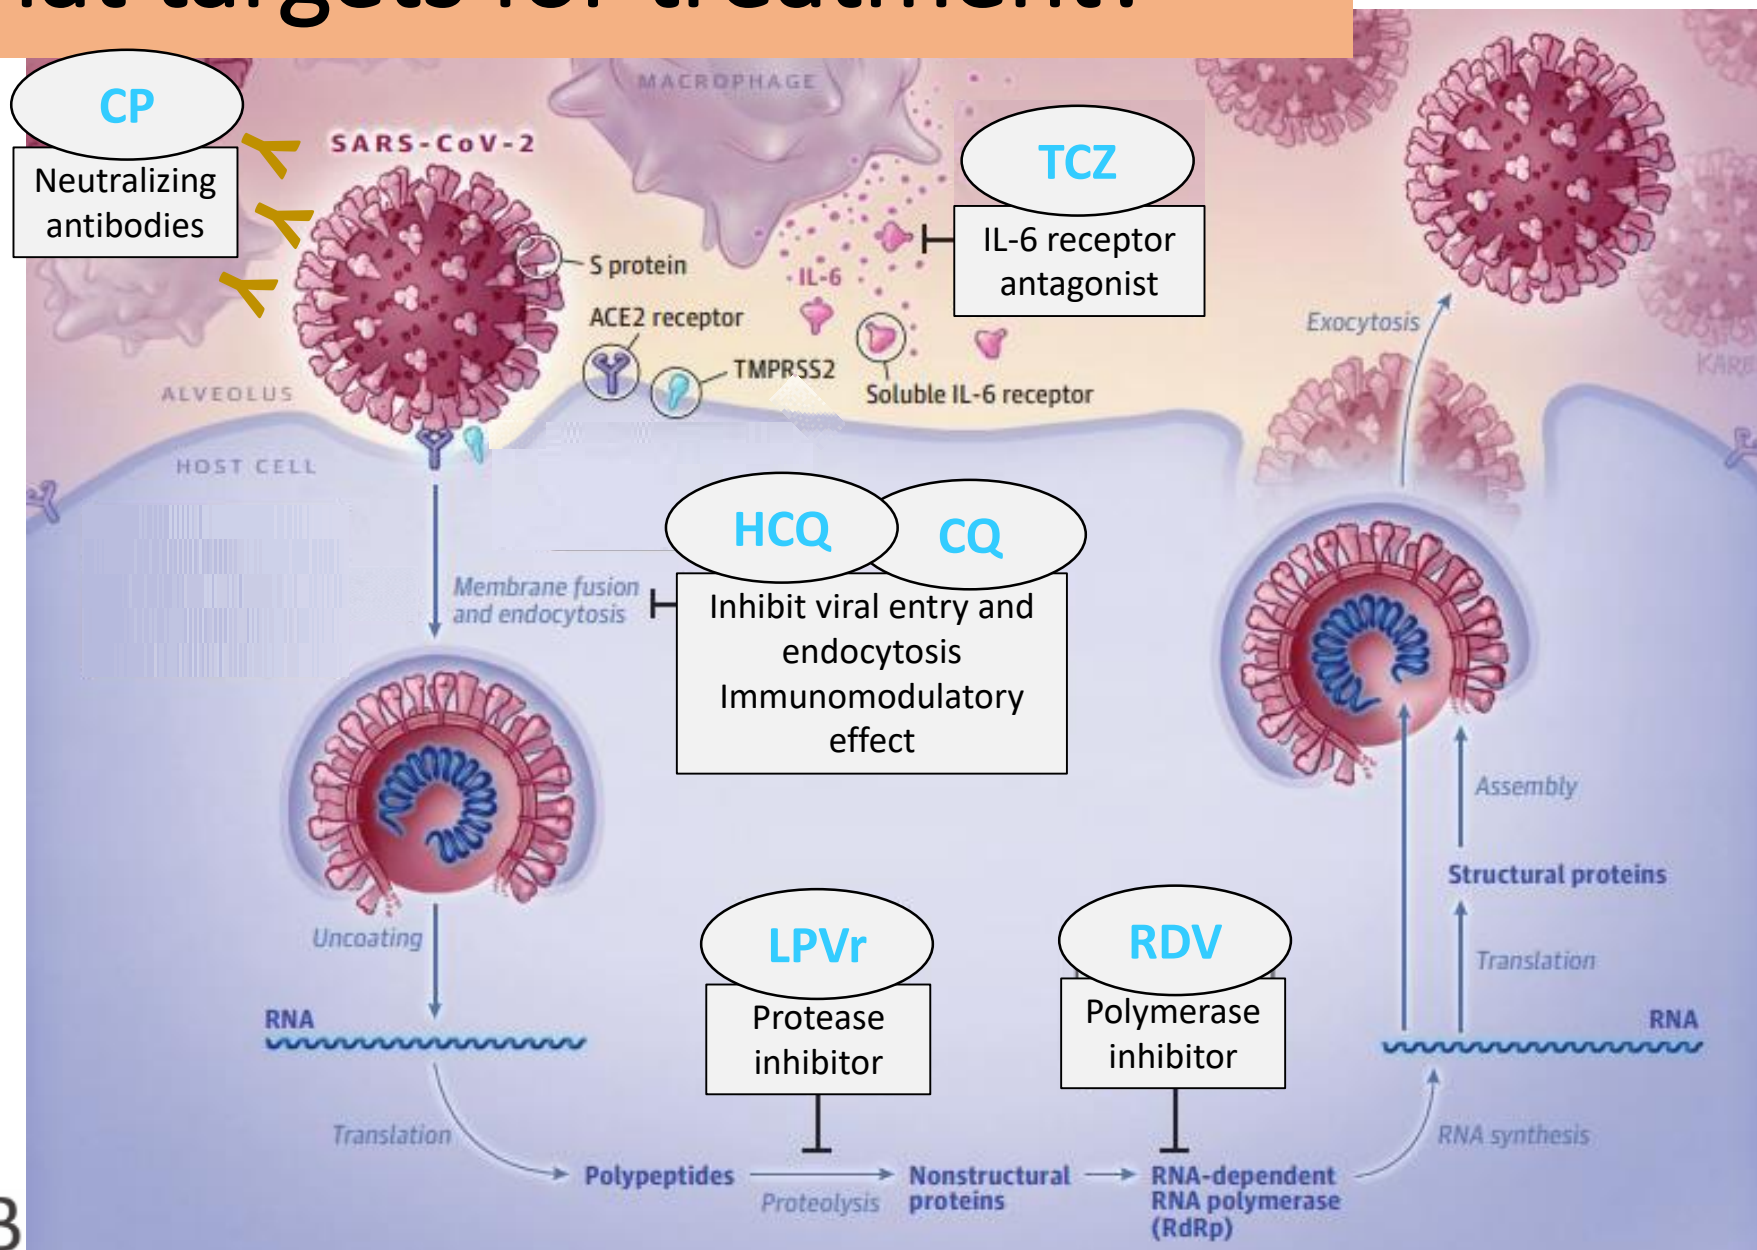 targets for treatment?
MACROPHAGE
CP
SARS-CoV-2
Neutralizing
antibodies
TCZ
IL-6 receptor
antagonist
S protein
IL-6
ACE2 receptor
TMPRSS2
Soluble IL-6 receptor
Exocytosis
ALVEOLUS
HOST CELL
HCQ
CQ
Membrane fusion
and endocytosis
Inhibit viral entry and
endocytosis
Immunomodulatory
effect
Assembly
Structural proteins
Uncoating
LPVr
RDV
Translation
Protease
inhibitor
Polymerase
inhibitor
RNA
RNA
Translation
RNA synthesis
Polypeptides
Proteolysis
Nonstructural
proteins
RNA-dependent
RNA polymerase
(RdRp)